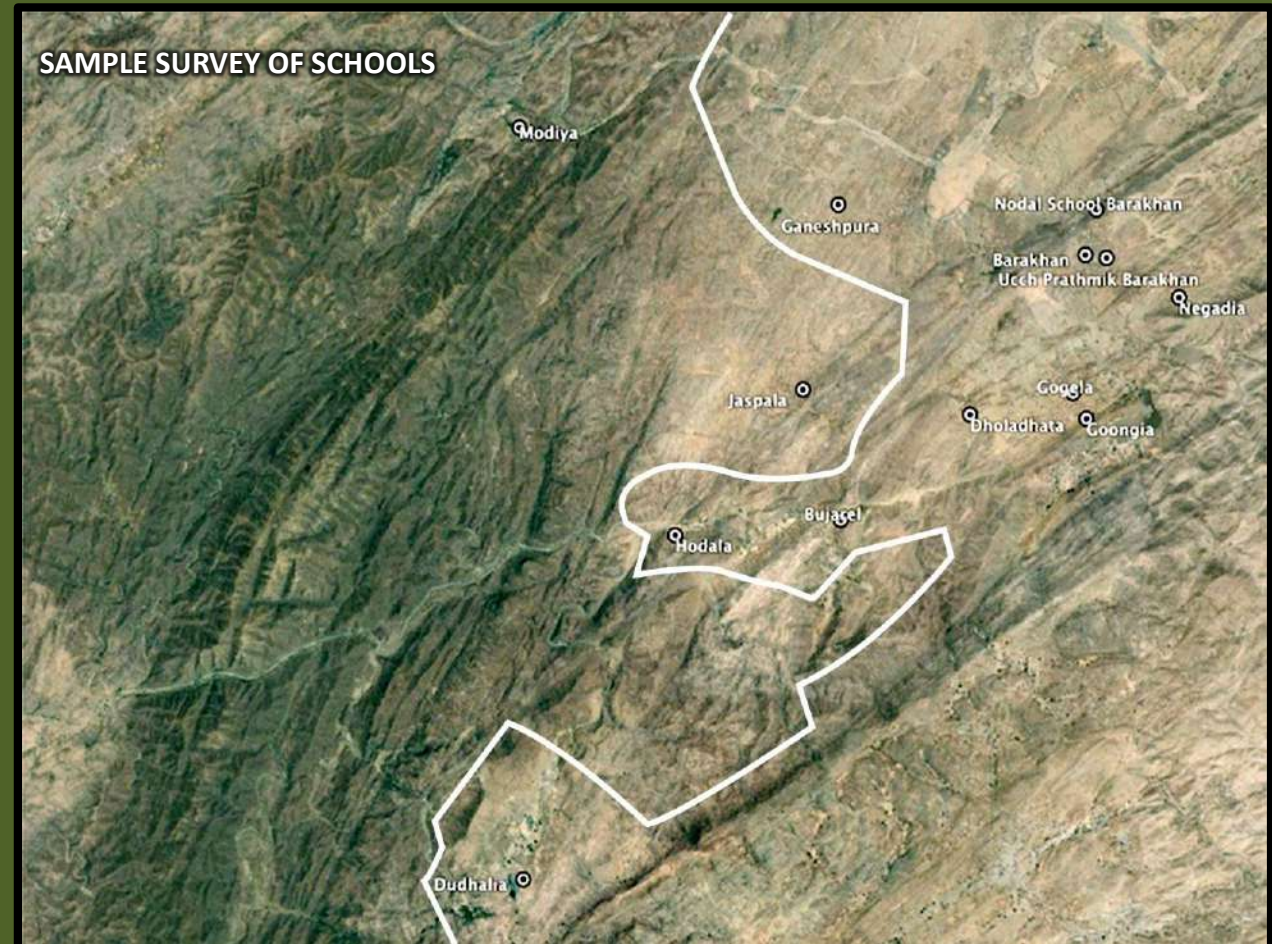 SAMPLE SURVEY OF SCHOOLS
Modiya
Nodal School Barakhan
Ganeshpura
Barakhan
Ucch Prathmik Barakhan
Negadia
Gogela
Jaspala
Dholadhata
Goongia
Bujarel
Hodala
Dudhalia